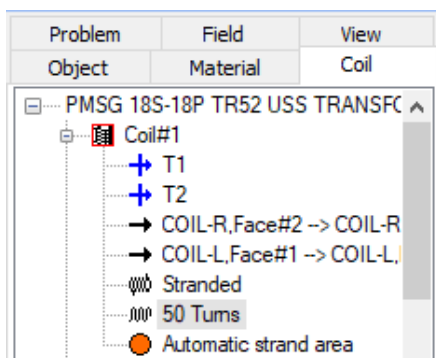 Problem Field View
Object Material Coil
PMSG 18S-18P TR52 USS TRANSFC
Coil#1
T1
T2
COIL-R,Face#2 --> COIL-R
COIL-L,Face#1 --> COIL-L,
Stranded
50 Turns
Automatic strand area